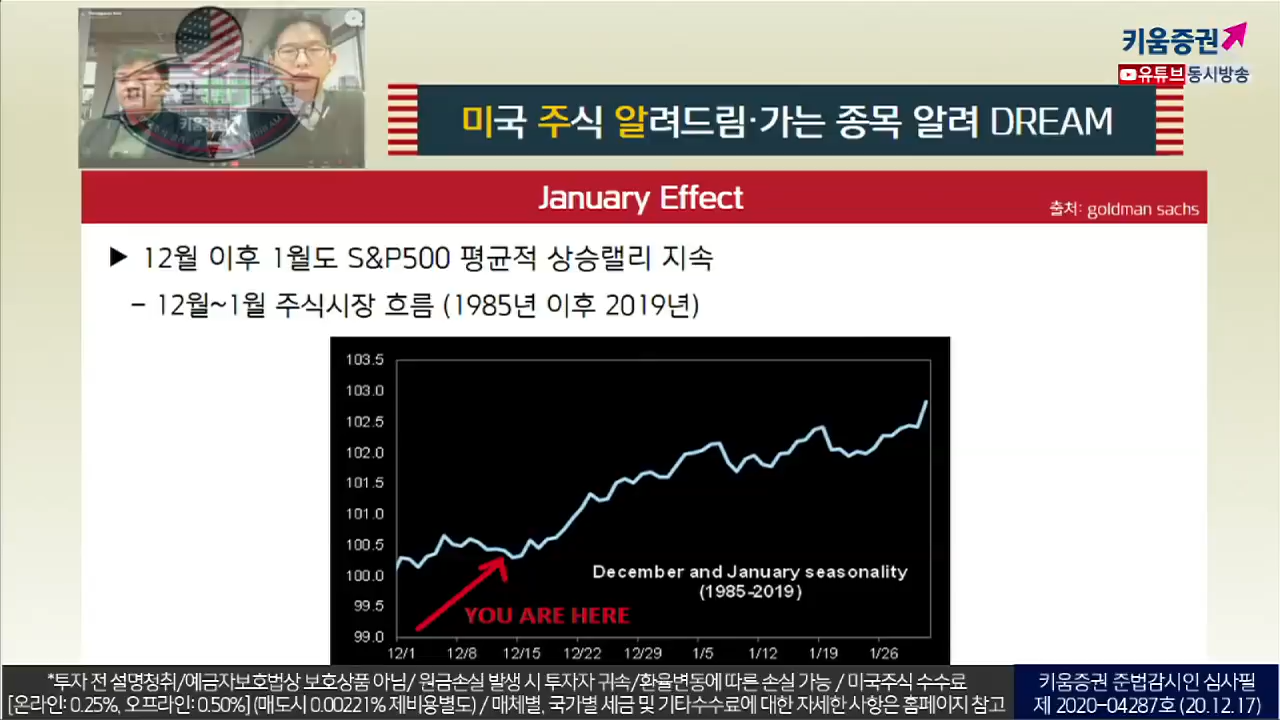 키움증권
유튜브 동시방송
미국 주식 알려드림·가는 종목 알려 DREAM
January Effect
출처: goldman sachs
▶ 12월 이후 1월도 S&P500 평균적 상승랠리 지속
– 12월~1월 주식시장 흐름 (1985년 이후 2019년)
103.5
103.0
102.5
102.0
101.5
101.0
100.5
100.0
99.5
99.0
December and January seasonality
(1985-2019)
YOU ARE HERE
12/1 12/8 12/15 12/22 12/29 1/5 1/12 1/19 1/26
*투자 전 설명청취/예금자보호법상 보호상품 아님/ 원금손실 발생 시 투자자 귀속/환율변동에 따른 손실 가능 / 미국주식 수수료
[온라인: 0.25%, 오프라인: 0.50%] (매도시 0.00221% 제비용별도) / 매체별, 국가별 세금 및 기타수수료에 대한 자세한 사항은 홈페이지 참고
키움증권 준법감시인 심사필
제 2020-04287호 (20.12.17)